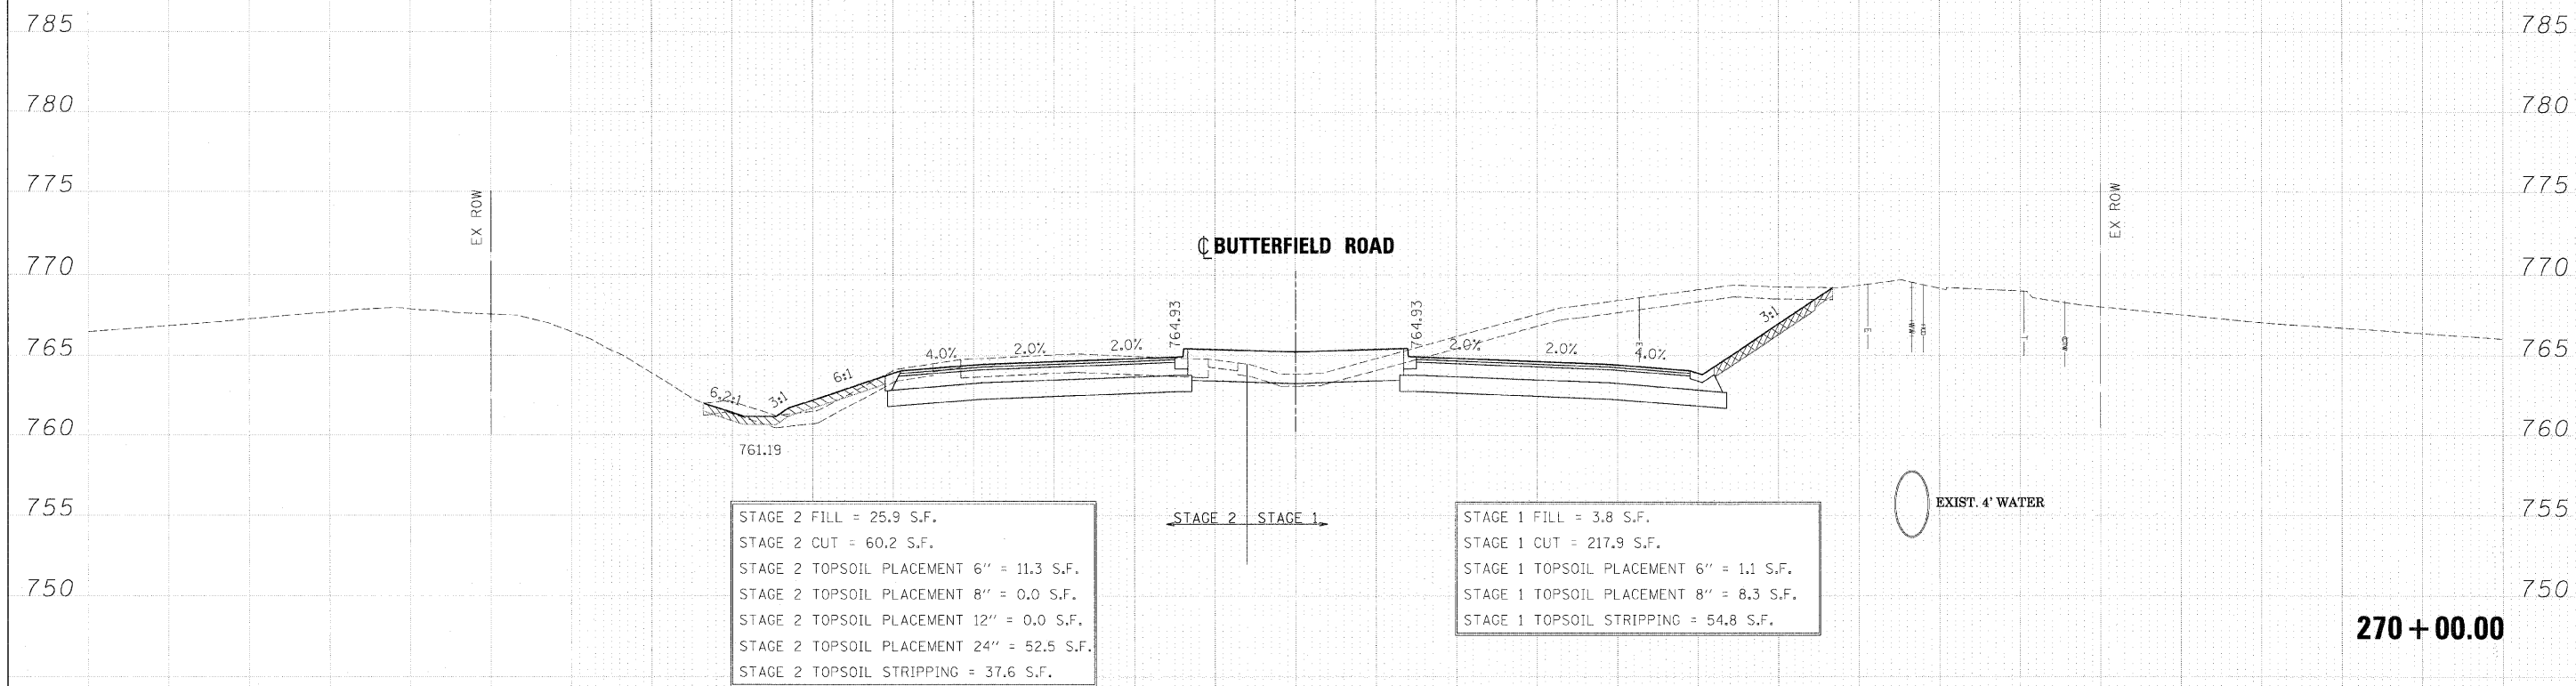 785
785
780
780
775
775
EX ROW
EX ROW
770
770
℄ BUTTERFIELD ROAD
764.93
764.93
765
765
4.0%
2.0%
2.0%
2.0%
2.0%
4.0%
3:1
6.2:1
3:1
6:1
E
T
760
760
761.19
755
755
STAGE 2 STAGE 1
EXIST. 4' WATER
STAGE 2 FILL = 25.9 S.F.
STAGE 2 CUT = 60.2 S.F.
STAGE 2 TOPSOIL PLACEMENT 6" = 11.3 S.F.
STAGE 2 TOPSOIL PLACEMENT 8" = 0.0 S.F.
STAGE 2 TOPSOIL PLACEMENT 12" = 0.0 S.F.
STAGE 2 TOPSOIL PLACEMENT 24" = 52.5 S.F.
STAGE 2 TOPSOIL STRIPPING = 37.6 S.F.
STAGE 1 FILL = 3.8 S.F.
STAGE 1 CUT = 217.9 S.F.
STAGE 1 TOPSOIL PLACEMENT 6" = 1.1 S.F.
STAGE 1 TOPSOIL PLACEMENT 8" = 8.3 S.F.
STAGE 1 TOPSOIL STRIPPING = 54.8 S.F.
750
750
270+00.00